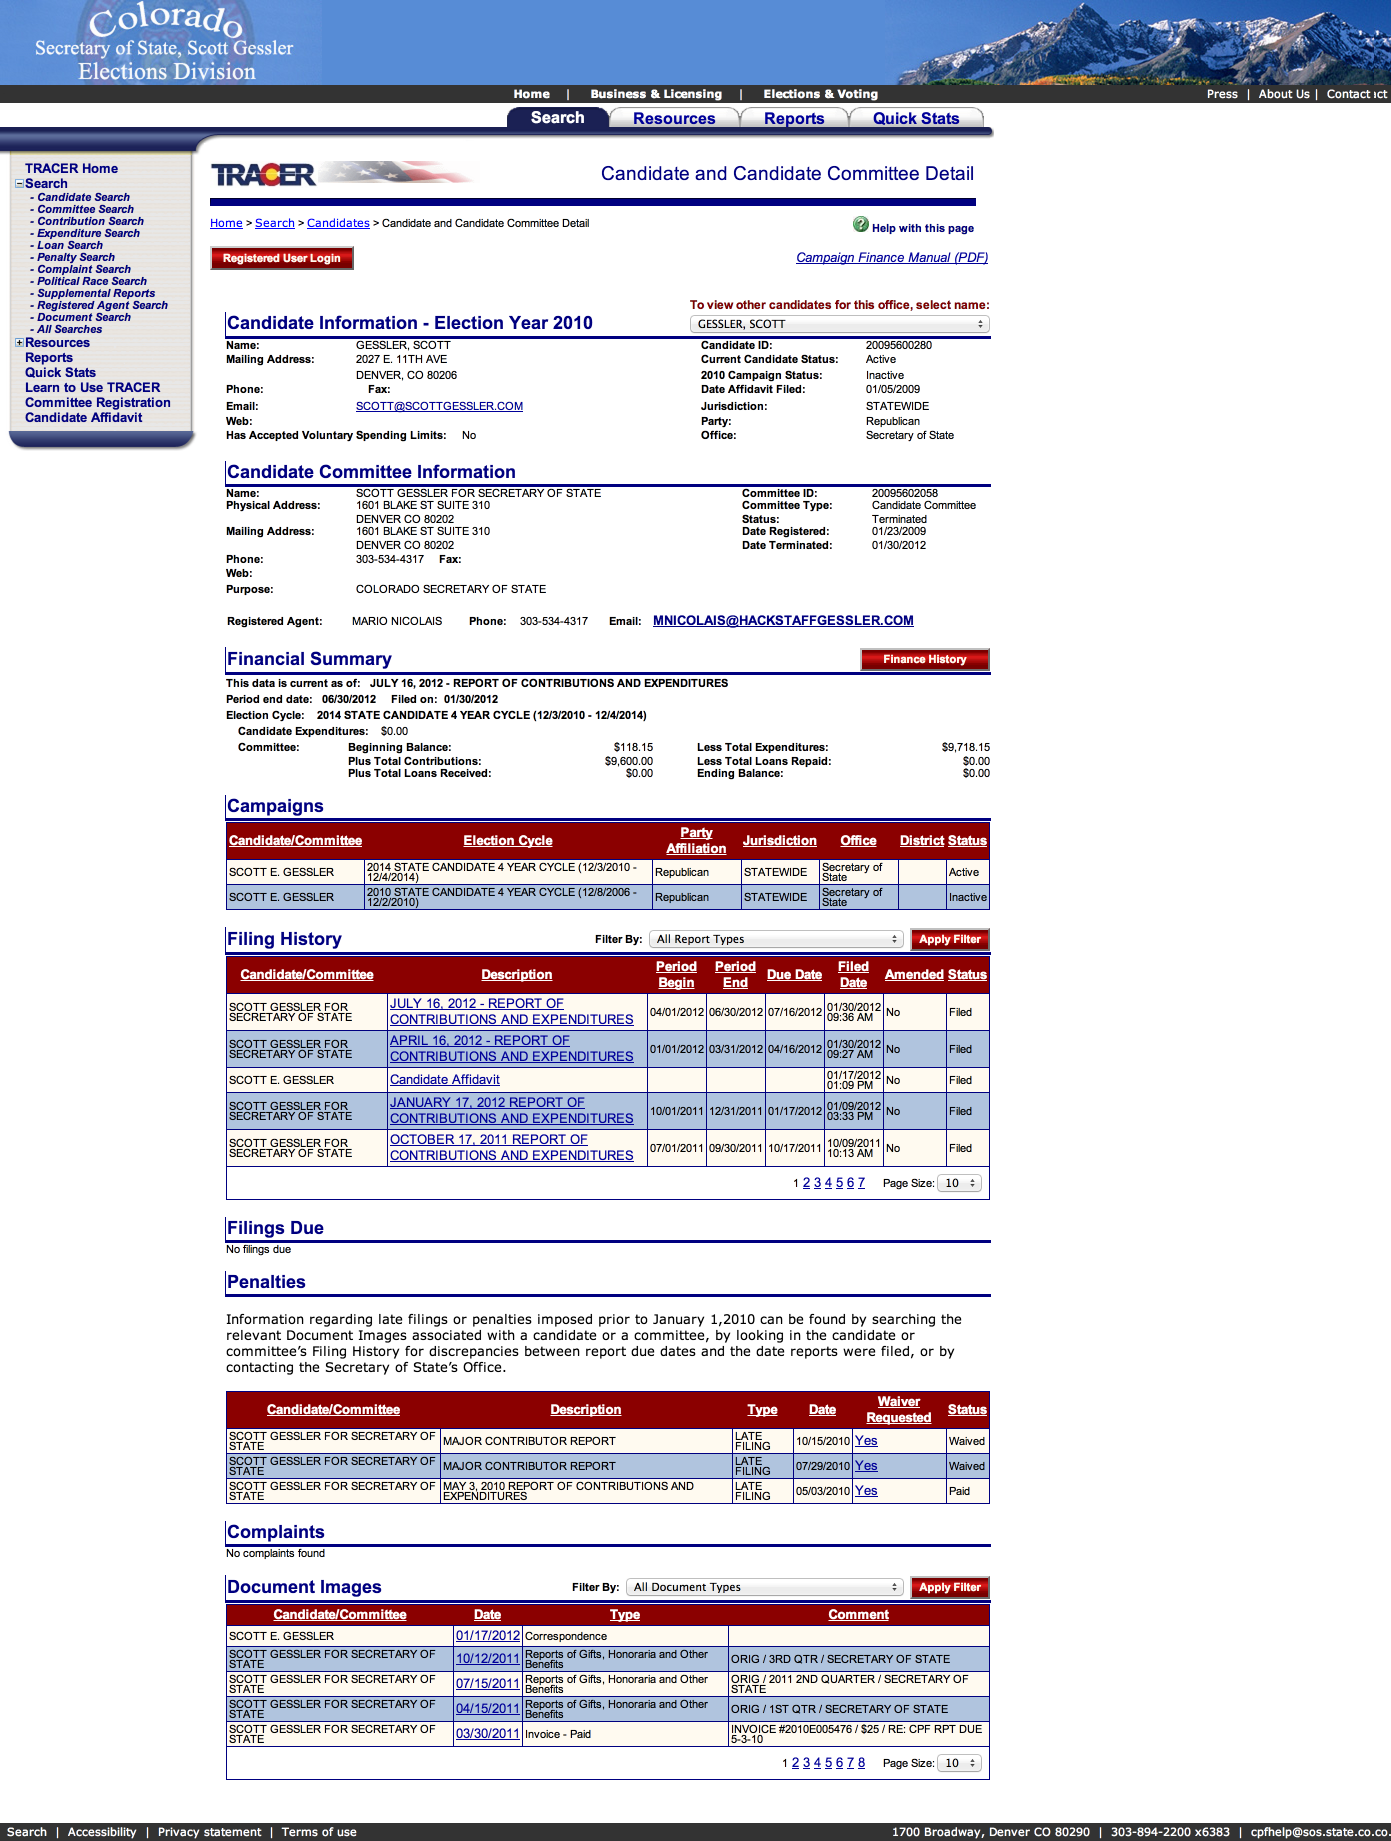 Colorado
Secretary of State, Scott Gessler
Elections Division
Home | Business & Licensing | Elections & Voting
Press | About Us | Contact
Search Resources Reports Quick Stats
TRACER Home
Search
- Candidate Search
- Committee Search
- Contribution Search
- Expenditure Search
- Loan Search
- Penalty Search
- Complaint Search
- Political Race Search
- Supplemental Reports
- Registered Agent Search
- Document Search
- All Searches
Resources
Reports
Quick Stats
Learn to Use TRACER
Committee Registration
Candidate Affidavit
TRACER Candidate and Candidate Committee Detail
Home > Search > Candidates > Candidate and Candidate Committee Detail
Help with this page
Registered User Login
Campaign Finance Manual (PDF)
To view other candidates for this office, select name:
Candidate Information - Election Year 2010 GESSLER, SCOTT
Name: GESSLER, SCOTT Candidate ID: 20095600280
Mailing Address: 2027 E. 11TH AVE Current Candidate Status: Active
DENVER, CO 80206 2010 Campaign Status: Inactive
Phone: Fax: Date Affidavit Filed: 01/05/2009
Email: SCOTT@SCOTTGESSLER.COM Jurisdiction: STATEWIDE
Web: Party: Republican
Has Accepted Voluntary Spending Limits: No Office: Secretary of State
Candidate Committee Information
Name: SCOTT GESSLER FOR SECRETARY OF STATE Committee ID: 20095602058
Physical Address: 1601 BLAKE ST SUITE 310 Committee Type: Candidate Committee
DENVER CO 80202 Status: Terminated
Mailing Address: 1601 BLAKE ST SUITE 310 Date Registered: 01/23/2009
DENVER CO 80202 Date Terminated: 01/30/2012
Phone: 303-534-4317 Fax:
Web:
Purpose: COLORADO SECRETARY OF STATE
Registered Agent: MARIO NICOLAIS Phone: 303-534-4317 Email: MNICOLAIS@HACKSTAFFGESSLER.COM
Financial Summary Finance History
This data is current as of: JULY 16, 2012 - REPORT OF CONTRIBUTIONS AND EXPENDITURES
Period end date: 06/30/2012 Filed on: 01/30/2012
Election Cycle: 2014 STATE CANDIDATE 4 YEAR CYCLE (12/3/2010 - 12/4/2014)
Candidate Expenditures: $0.00
Committee: Beginning Balance: $118.15 Less Total Expenditures: $9,718.15
Plus Total Contributions: $9,600.00 Less Total Loans Repaid: $0.00
Plus Total Loans Received: $0.00 Ending Balance: $0.00
Campaigns
Candidate/Committee Election Cycle Party Affiliation Jurisdiction Office District Status
SCOTT E. GESSLER 2014 STATE CANDIDATE 4 YEAR CYCLE (12/3/2010 - 12/4/2014) Republican STATEWIDE Secretary of State Active
SCOTT E. GESSLER 2010 STATE CANDIDATE 4 YEAR CYCLE (12/8/2006 - 12/2/2010) Republican STATEWIDE Secretary of State Inactive
Filing History Filter By: All Report Types Apply Filter
Candidate/Committee Description Period Begin Period End Due Date Filed Date Amended Status
SCOTT GESSLER FOR SECRETARY OF STATE JULY 16, 2012 - REPORT OF CONTRIBUTIONS AND EXPENDITURES 04/01/2012 06/30/2012 07/16/2012 01/30/2012 09:36 AM No Filed
SCOTT GESSLER FOR SECRETARY OF STATE APRIL 16, 2012 - REPORT OF CONTRIBUTIONS AND EXPENDITURES 01/01/2012 03/31/2012 04/16/2012 01/30/2012 09:27 AM No Filed
SCOTT E. GESSLER Candidate Affidavit 01/17/2012 01:09 PM No Filed
SCOTT GESSLER FOR SECRETARY OF STATE JANUARY 17, 2012 REPORT OF CONTRIBUTIONS AND EXPENDITURES 10/01/2011 12/31/2011 01/17/2012 01/09/2012 03:33 PM No Filed
SCOTT GESSLER FOR SECRETARY OF STATE OCTOBER 17, 2011 REPORT OF CONTRIBUTIONS AND EXPENDITURES 07/01/2011 09/30/2011 10/17/2011 10/09/2011 10:13 AM No Filed
1 2 3 4 5 6 7 Page Size: 10
Filings Due
No filings due
Penalties
Information regarding late filings or penalties imposed prior to January 1,2010 can be found by searching the
relevant Document Images associated with a candidate or a committee, by looking in the candidate or
committee's Filing History for discrepancies between report due dates and the date reports were filed, or by
contacting the Secretary of State's Office.
Candidate/Committee Description Type Date Waiver Requested Status
SCOTT GESSLER FOR SECRETARY OF STATE MAJOR CONTRIBUTOR REPORT LATE FILING 10/15/2010 Yes Waived
SCOTT GESSLER FOR SECRETARY OF STATE MAJOR CONTRIBUTOR REPORT LATE FILING 07/29/2010 Yes Waived
SCOTT GESSLER FOR SECRETARY OF STATE MAY 3, 2010 REPORT OF CONTRIBUTIONS AND EXPENDITURES LATE FILING 05/03/2010 Yes Paid
Complaints
No complaints found
Document Images Filter By: All Document Types Apply Filter
Candidate/Committee Date Type Comment
SCOTT E. GESSLER 01/17/2012 Correspondence
SCOTT GESSLER FOR SECRETARY OF STATE 10/12/2011 Reports of Gifts, Honoraria and Other Benefits ORIG / 3RD QTR / SECRETARY OF STATE
SCOTT GESSLER FOR SECRETARY OF STATE 07/15/2011 Reports of Gifts, Honoraria and Other Benefits ORIG / 2011 2ND QUARTER / SECRETARY OF STATE
SCOTT GESSLER FOR SECRETARY OF STATE 04/15/2011 Reports of Gifts, Honoraria and Other Benefits ORIG / 1ST QTR / SECRETARY OF STATE
SCOTT GESSLER FOR SECRETARY OF STATE 03/30/2011 Invoice - Paid INVOICE #2010E005476 / $25 / RE: CPF RPT DUE 5-3-10
1 2 3 4 5 6 7 8 Page Size: 10
Search | Accessibility | Privacy statement | Terms of use
1700 Broadway, Denver CO 80290 | 303-894-2200 x6383 | cpfhelp@sos.state.co.co.